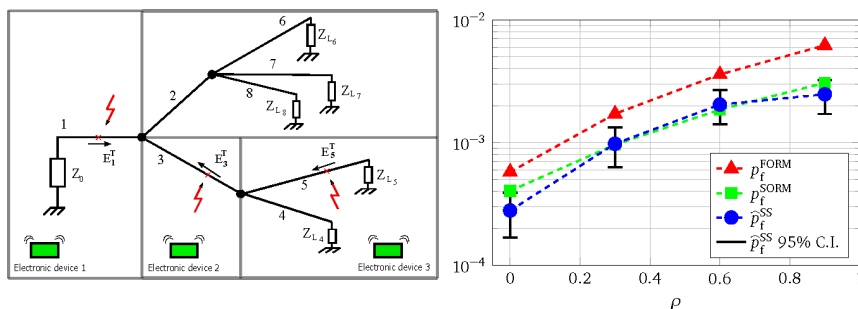 6
Z_{L_6}
7
2
Z_{L_7}
8
Z_{L_8}
1
E_1^T
3
E_3^T
E_5^T
Z_0
5
Z_{L_5}
4
Z_{L_4}
Electronic device 1
Electronic device 2
Electronic device 3
10^{-2}
10^{-3}
10^{-4}
0
0.2
0.4
0.6
0.8
ρ
p_f^{FORM}
p_f^{SORM}
p̂_f^{SS}
p̂_f^{SS} 95% C.I.